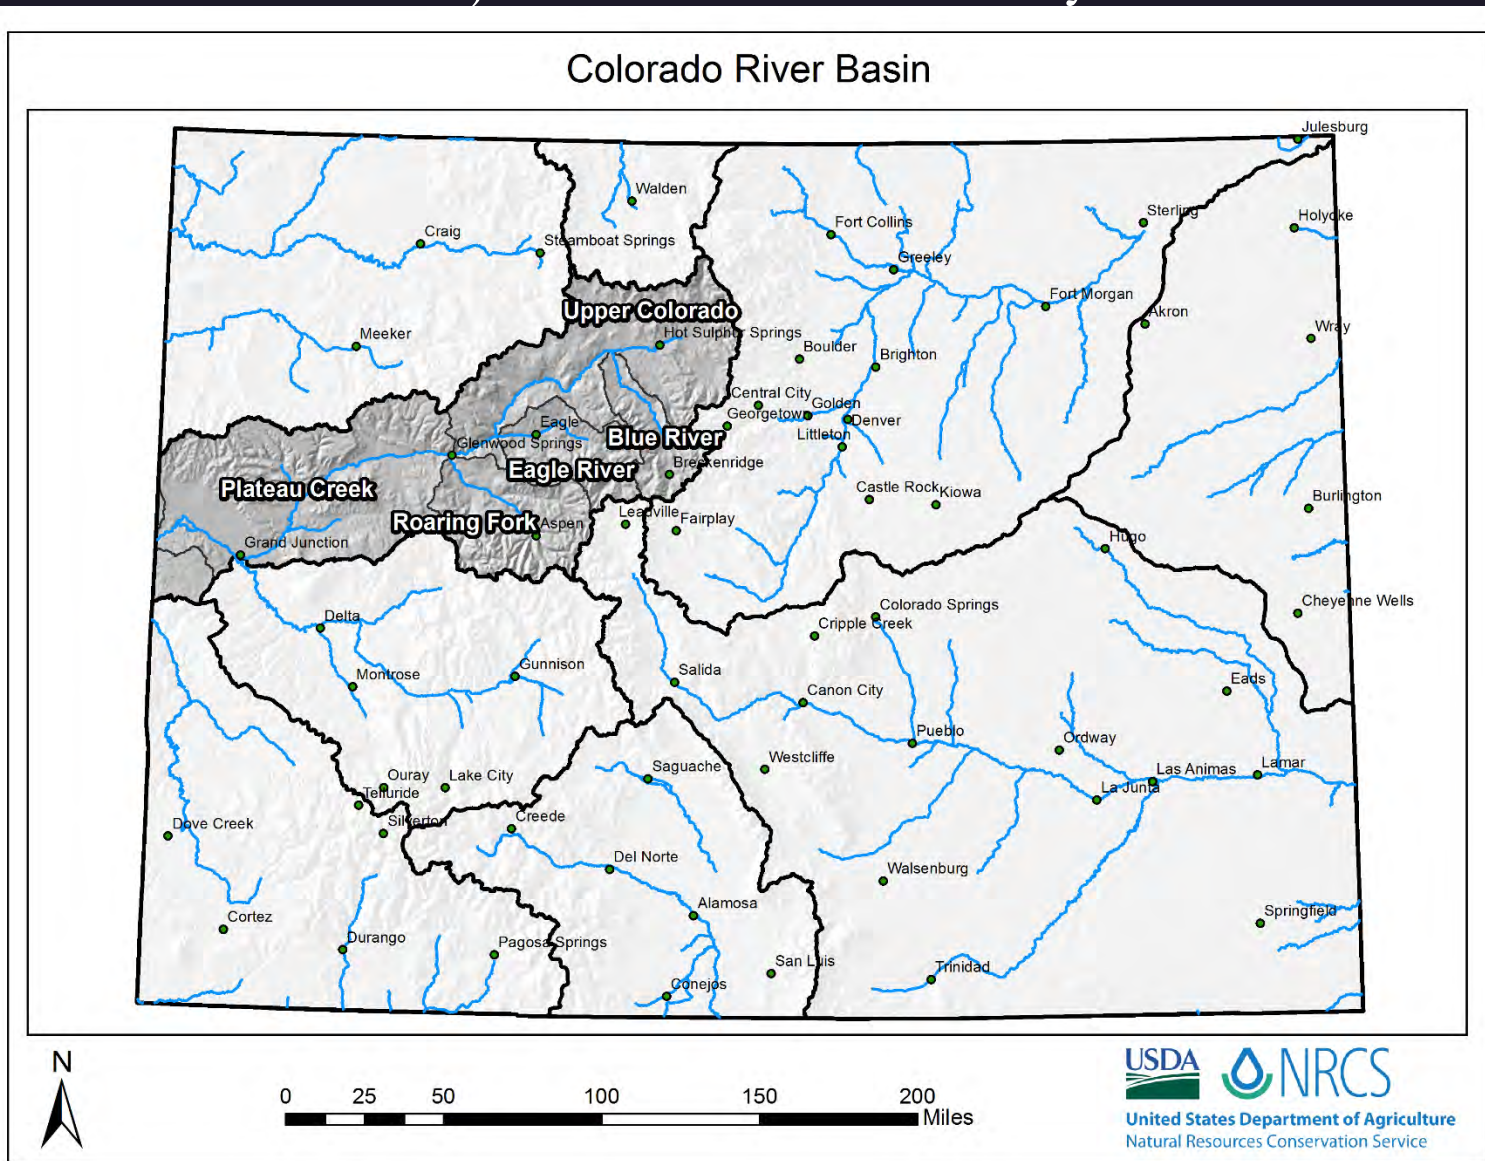 Colorado River Basin
Julesburg
Walden
Sterling
Holyoke
Fort Collins
Craig
Steamboat Springs
Greeley
Fort Morgan
Akron
Wray
Upper Colorado
Hot Sulphur Springs
Meeker
Boulder
Brighton
Central City
Golden
Georgetown
Denver
Eagle
Littleton
Blue River
Glenwood Springs
Eagle River
Breckenridge
Plateau Creek
Castle Rock
Kiowa
Burlington
Leadville
Fairplay
Roaring Fork
Aspen
Grand Junction
Hugo
Cheyenne Wells
Colorado Springs
Delta
Cripple Creek
Gunnison
Salida
Montrose
Eads
Canon City
Pueblo
Ordway
Westcliffe
Saguache
Lamar
Las Animas
Ouray
Lake City
La Junta
Telluride
Silverton
Creede
Dove Creek
Del Norte
Walsenburg
Alamosa
Springfield
Cortez
Durango
Pagosa Springs
San Luis
Trinidad
Conejos
N
0 25 50 100 150 200
Miles
USDA NRCS
United States Department of Agriculture
Natural Resources Conservation Service